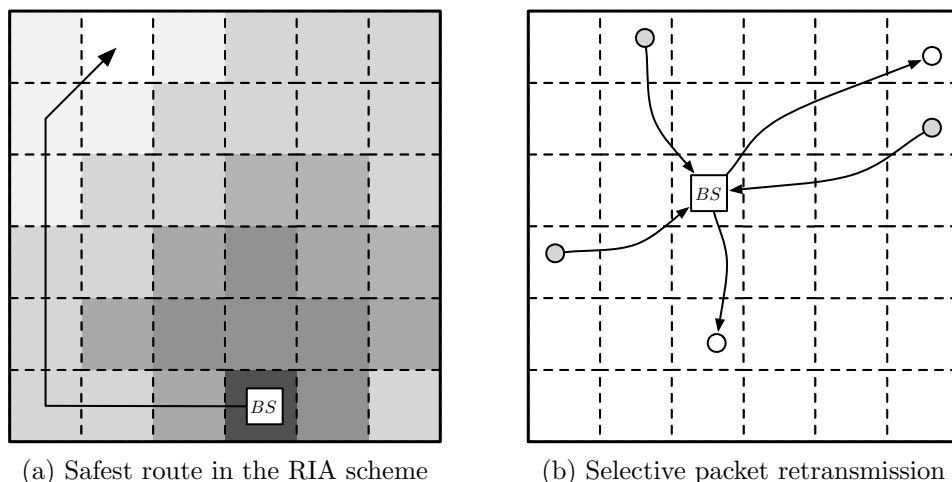 BS
BS
(a) Safest route in the RIA scheme
(b) Selective packet retransmission